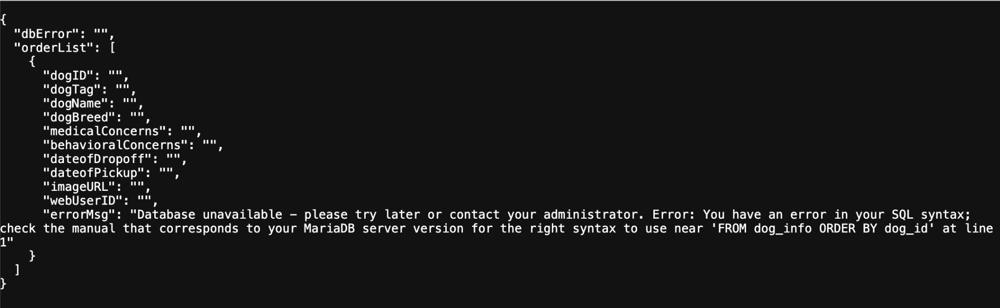 {
  "dbError": "",
  "orderList": [
    {
      "dogID": "",
      "dogTag": "",
      "dogName": "",
      "dogBreed": "",
      "medicalConcerns": "",
      "behavioralConcerns": "",
      "dateofDropoff": "",
      "dateofPickup": "",
      "imageURL": "",
      "webUserID": "",
      "errorMsg": "Database unavailable – please try later or contact your administrator. Error: You have an error in your SQL syntax;
check the manual that corresponds to your MariaDB server version for the right syntax to use near 'FROM dog_info ORDER BY dog_id' at line
1"
    }
  ]
}